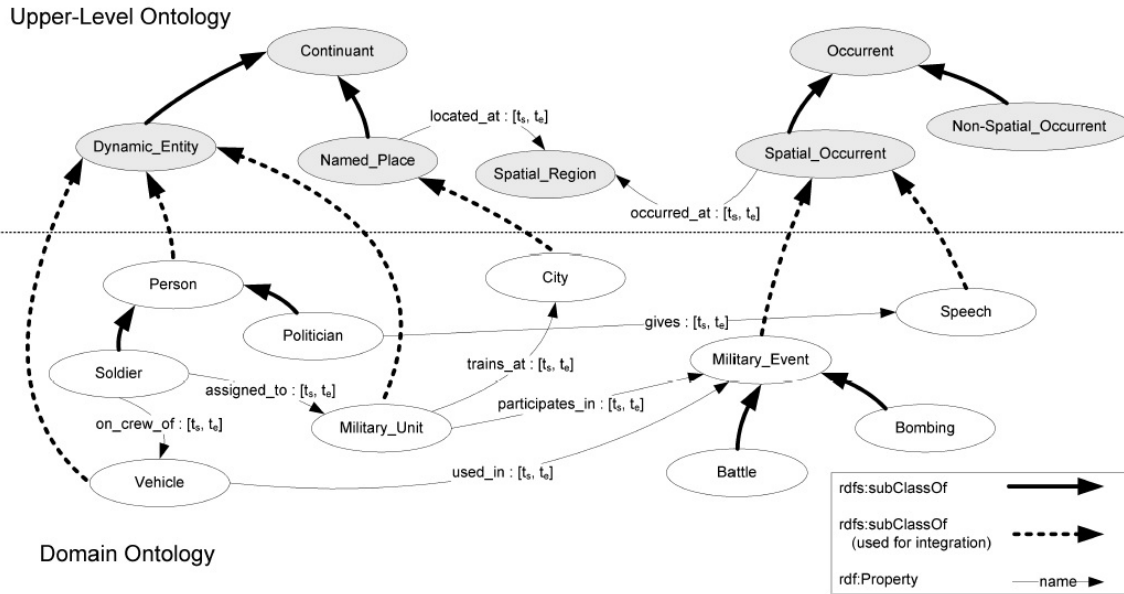 Upper-Level Ontology
Continuant
Occurrent
located_at : [ts, te]
Non-Spatial_Occurrent
Dynamic_Entity
Named_Place
Spatial_Region
Spatial_Occurrent
occurred_at : [ts, te]
Person
City
Speech
Politician
gives : [ts, te]
Soldier
trains_at : [ts, te]
Military_Event
assigned_to : [ts, te]
participates_in : [ts, te]
on_crew_of : [ts, te]
Military_Unit
Bombing
Vehicle
used_in : [ts, te]
Battle
Domain Ontology
rdfs:subClassOf
rdfs:subClassOf
(used for integration)
rdf:Property
name